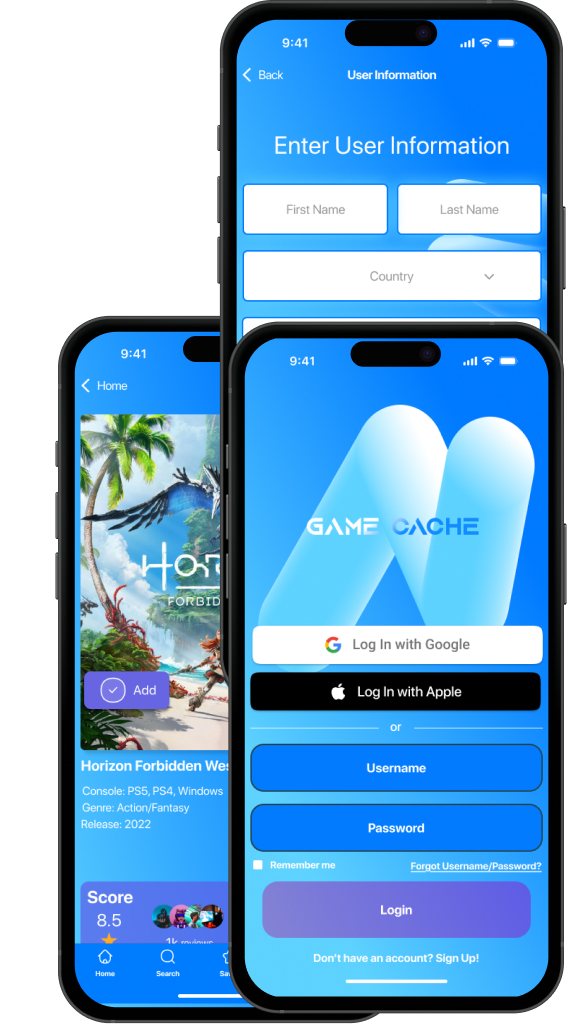 9:41
Back
User Information
Enter User Information
First Name
Last Name
Country
9:41
Home
HOR
FORBID
Add
Horizon Forbidden Wes
Console: PS5, PS4, Windows
Genre: Action/Fantasy
Release: 2022
Score
8.5
1k reviews
Home
Search
Sav
9:41
GAME CACHE
Log In with Google
Log In with Apple
or
Username
Password
Remember me
Forgot Username/Password?
Login
Don't have an account? Sign Up!